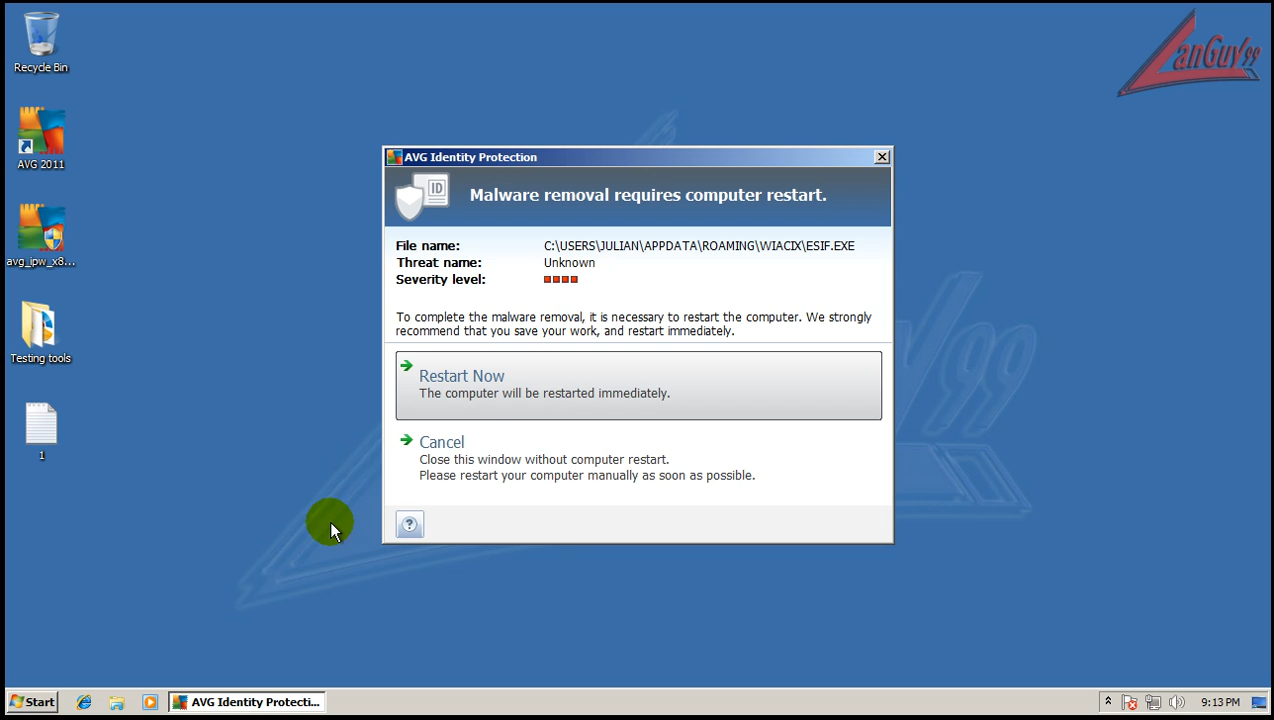 LanGuy99
Recycle Bin
AVG 2011
avg_ipw_x8...
Testing tools
1
AVG Identity Protection
ID
Malware removal requires computer restart.
File name: C:\USERS\JULIAN\APPDATA\ROAMING\WIACIX\ESIF.EXE
Threat name: Unknown
Severity level:
To complete the malware removal, it is necessary to restart the computer. We strongly
recommend that you save your work, and restart immediately.
Restart Now
The computer will be restarted immediately.
Cancel
Close this window without computer restart.
Please restart your computer manually as soon as possible.
?
Start
AVG Identity Protecti...
9:13 PM